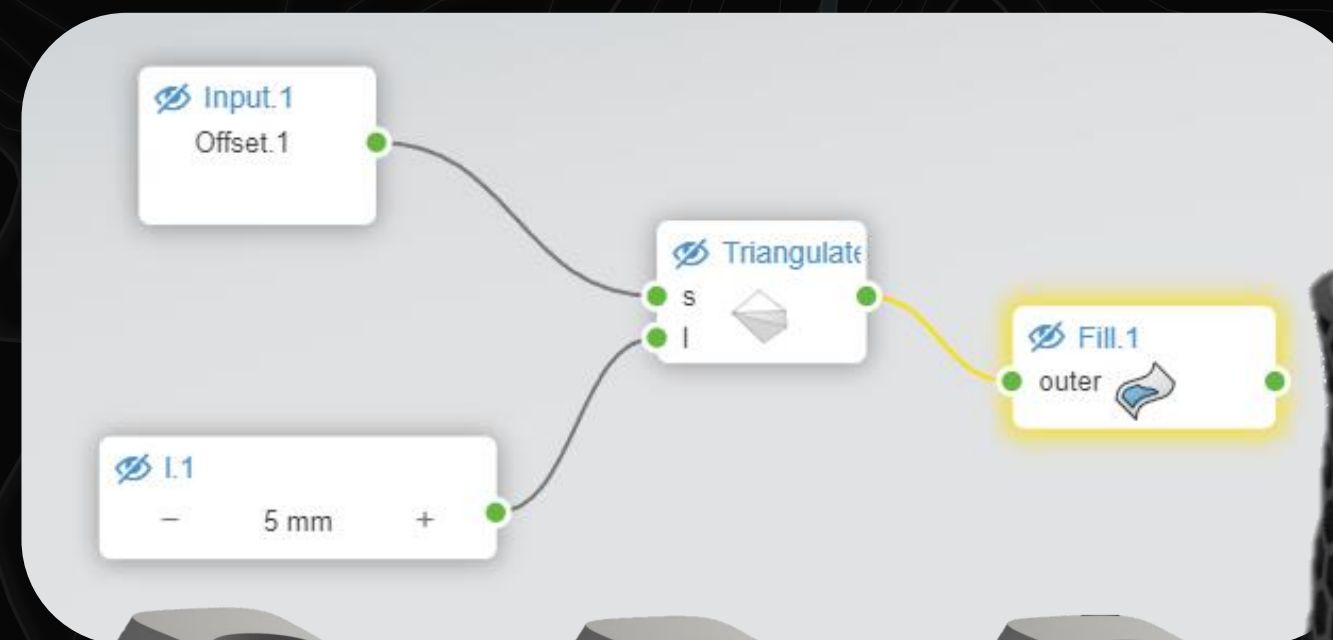 Input.1
Offset.1
Triangulate
s
l
Fill.1
outer
l.1
− 5 mm +